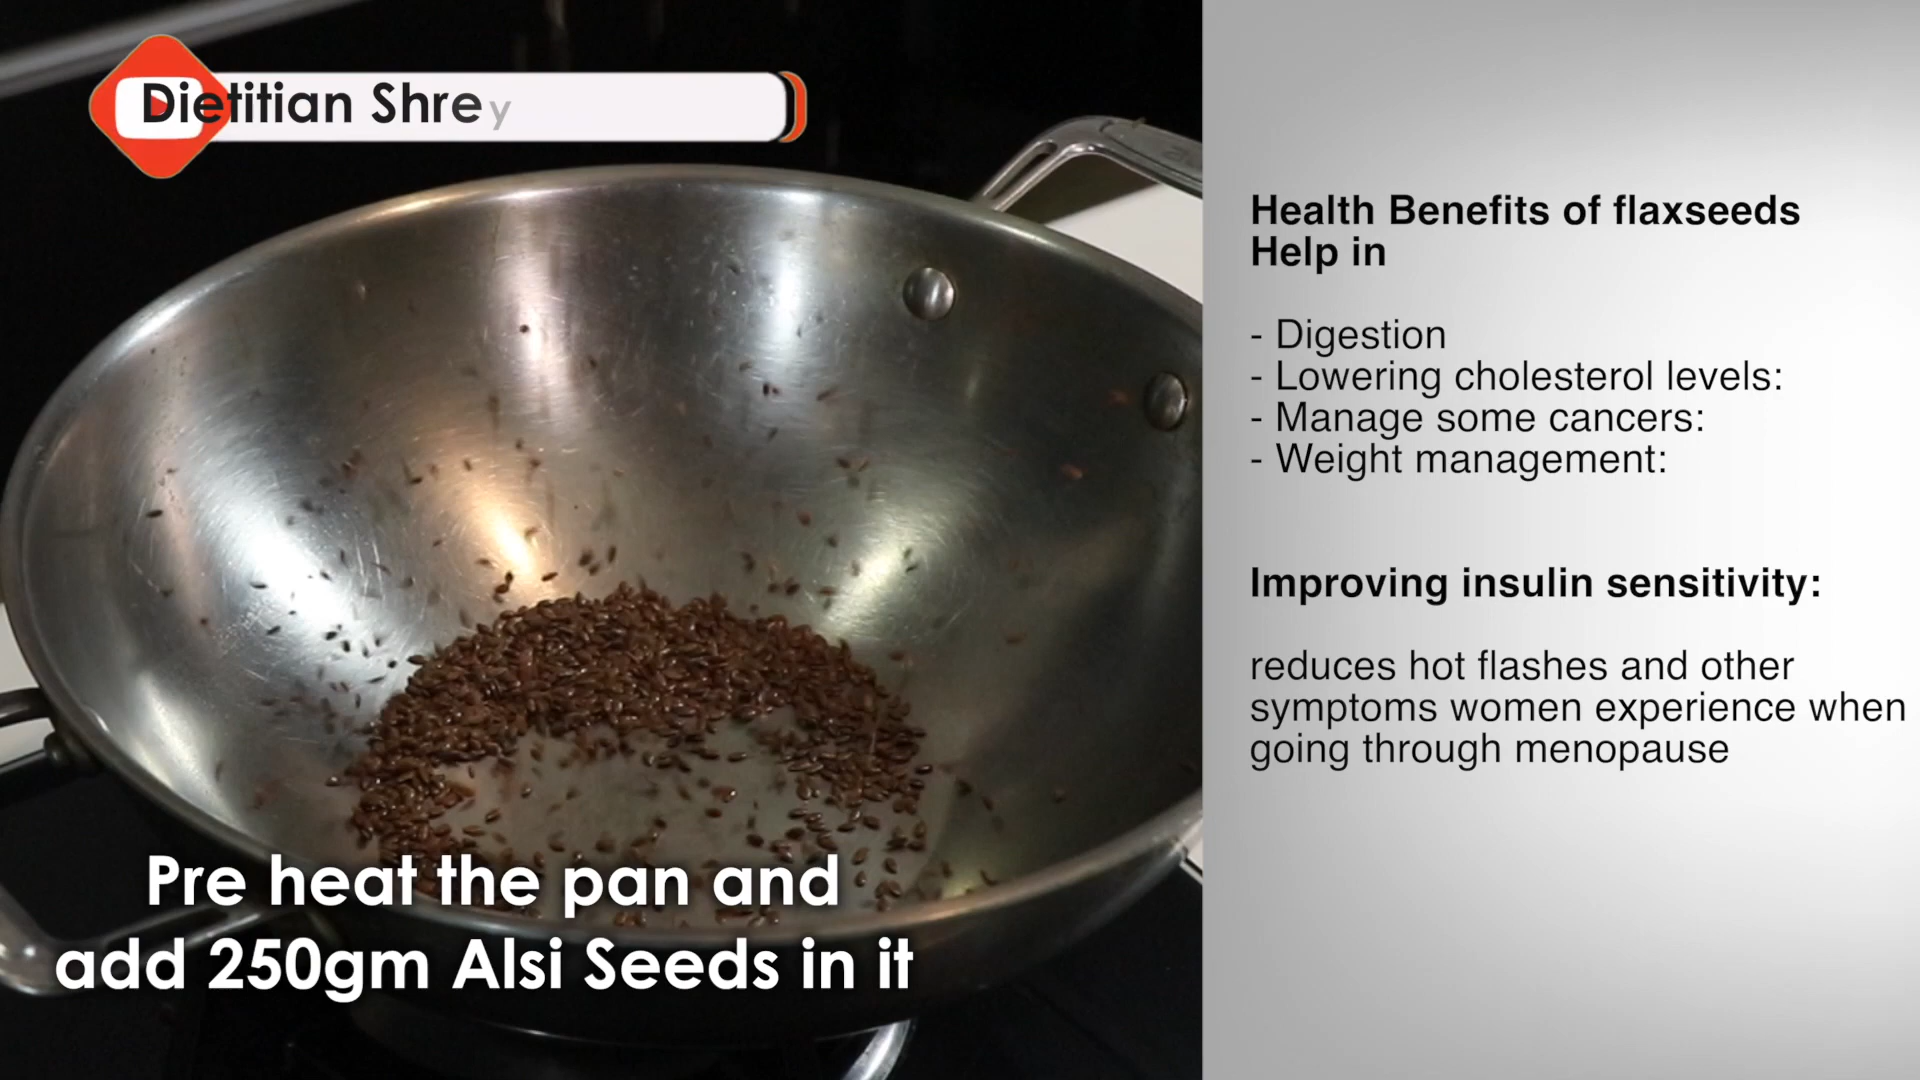 Dietitian Shrey
Health Benefits of flaxseeds
Help in
- Digestion
- Lowering cholesterol levels:
- Manage some cancers:
- Weight management:
Improving insulin sensitivity:
reduces hot flashes and other
symptoms women experience when
going through menopause
Pre heat the pan and
add 250gm Alsi Seeds in it